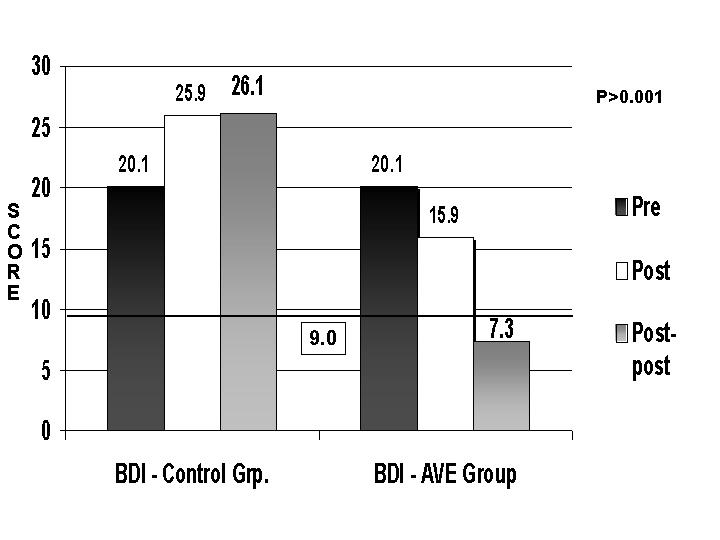 30
25
20
15
10
5
0
SCORE
20.1
25.9
26.1
20.1
15.9
7.3
9.0
BDI - Control Grp.
BDI - AVE Group
P>0.001
Pre
Post
Post-
post